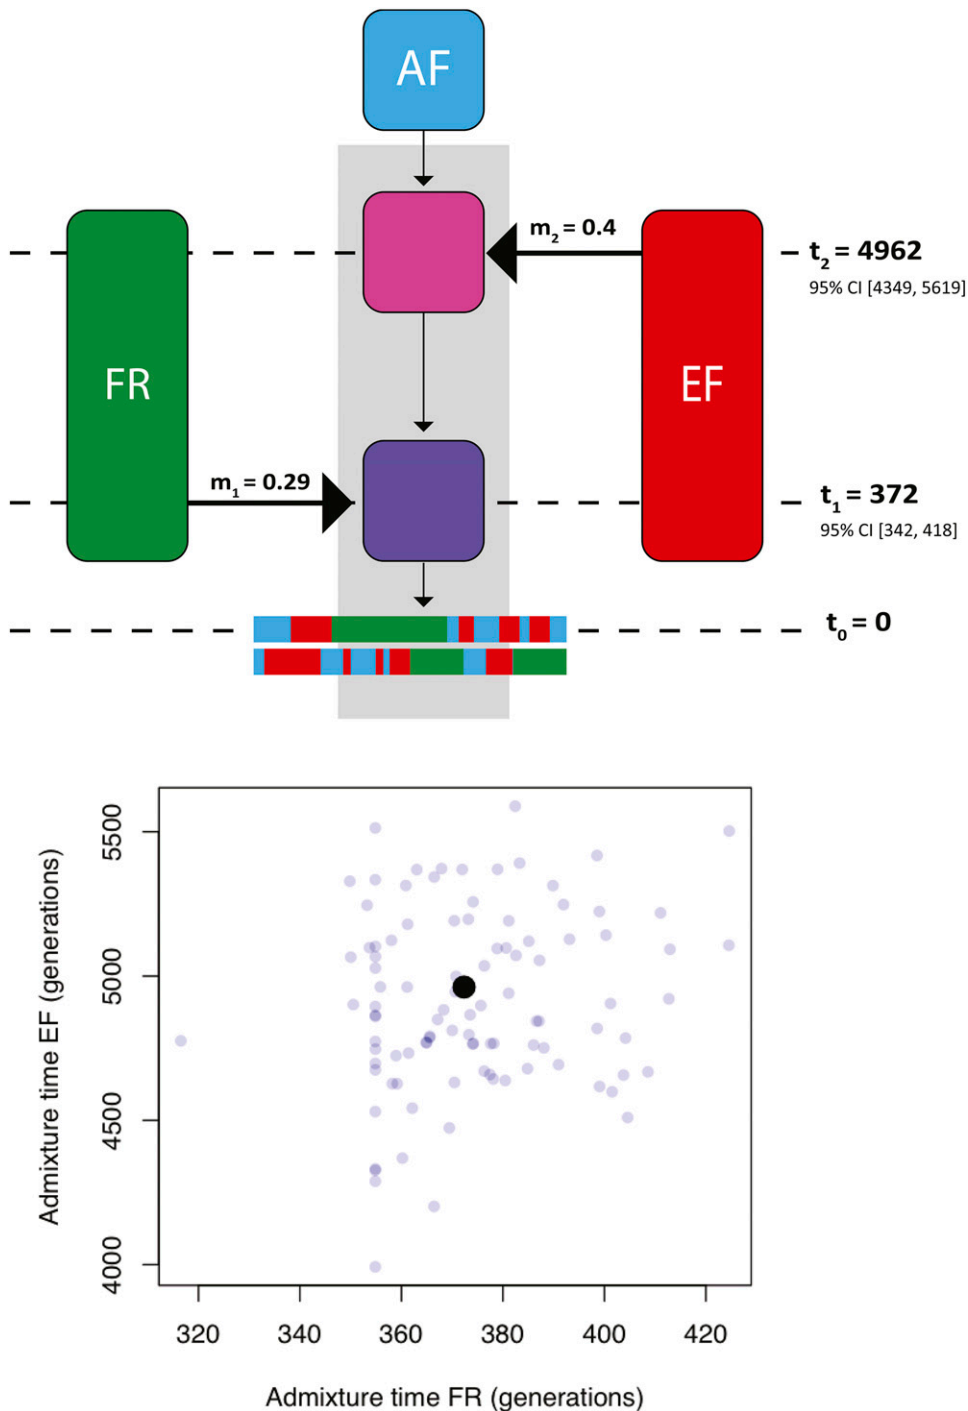 AF
m2 = 0.4
t2 = 4962
95% CI [4349, 5619]
FR
EF
m1 = 0.29
t1 = 372
95% CI [342, 418]
t0 = 0
Admixture time EF (generations)
5500
5000
4500
4000
320 340 360 380 400 420
Admixture time FR (generations)